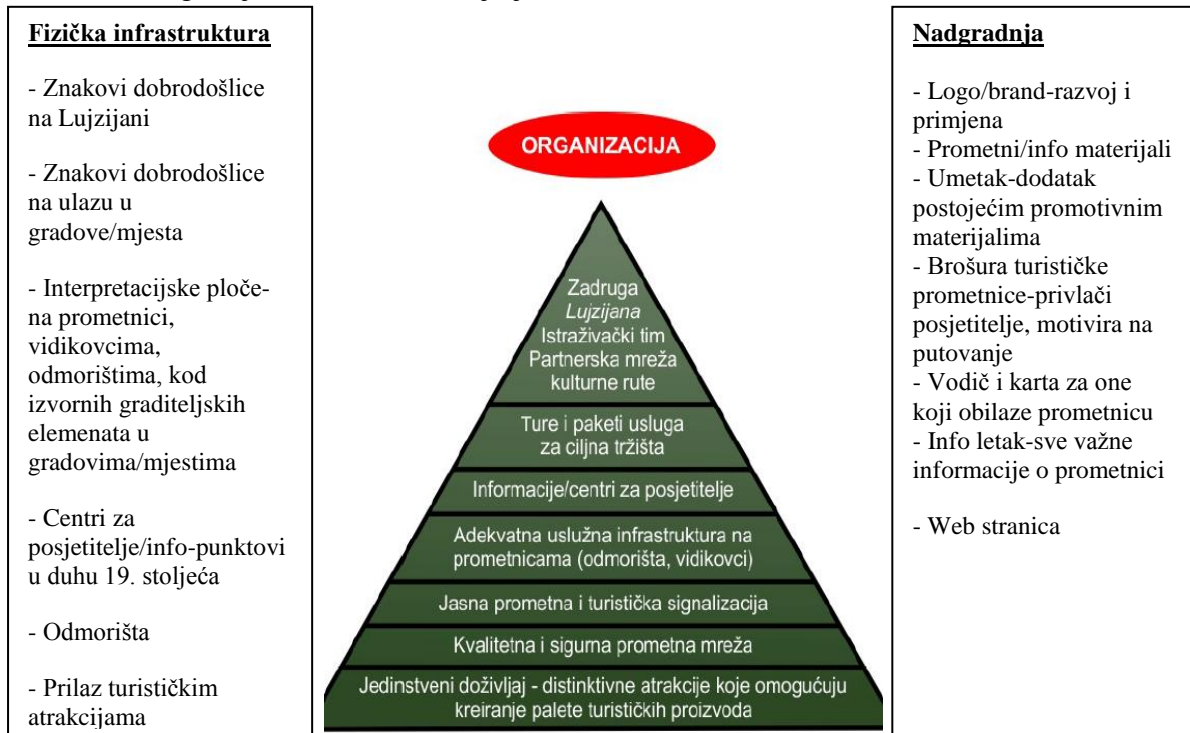 Fizička infrastruktura
- Znakovi dobrodošlice
na Lujzijani
- Znakovi dobrodošlice
na ulazu u
gradove/mjesta
- Interpretacijske ploče-
na prometnici,
vidikovcima,
odmorištima, kod
izvornih graditeljskih
elemenata u
gradovima/mjestima
- Centri za
posjetitelje/info-punktovi
u duhu 19. stoljeća
- Odmorišta
- Prilaz turističkim
atrakcijama
ORGANIZACIJA
Zadruga
Lujzijana
Istraživački tim
Partnerska mreža
kulturne rute
Ture i paketi usluga
za ciljna tržišta
Informacije/centri za posjetitelje
Adekvatna uslužna infrastruktura na
prometnicama (odmorišta, vidikovci)
Jasna prometna i turistička signalizacija
Kvalitetna i sigurna prometna mreža
Jedinstveni doživljaj - distinktivne atrakcije koje omogućuju
kreiranje palete turističkih proizvoda
Nadgradnja
- Logo/brand-razvoj i
primjena
- Prometni/info materijali
- Umetak-dodatak
postojećim promotivnim
materijalima
- Brošura turističke
prometnice-privlači
posjetitelje, motivira na
putovanje
- Vodič i karta za one
koji obilaze prometnicu
- Info letak-sve važne
informacije o prometnici
- Web stranica